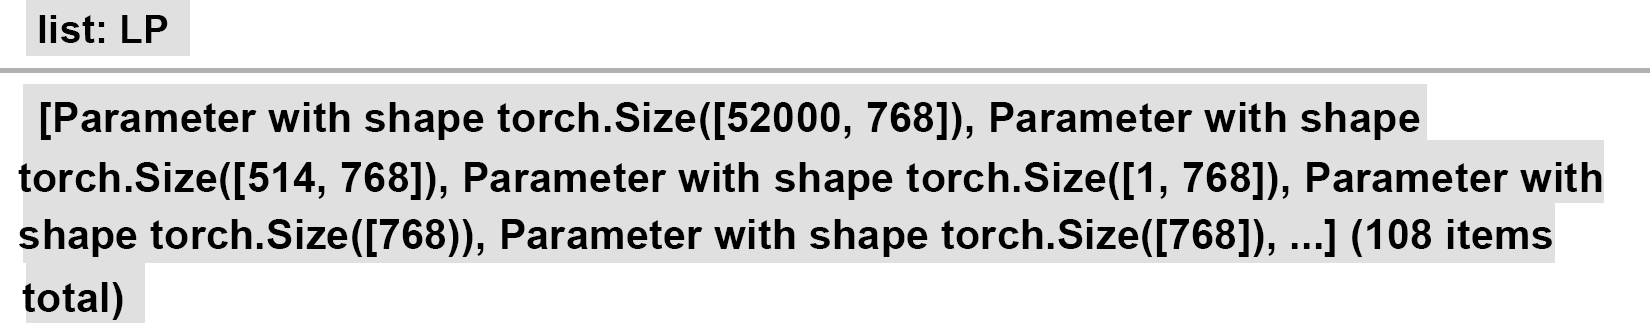 list: LP
[Parameter with shape torch.Size([52000, 768]), Parameter with shape
torch.Size([514, 768]), Parameter with shape torch.Size([1, 768]), Parameter with
shape torch.Size([768)), Parameter with shape torch.Size([768]), ...] (108 items
total)